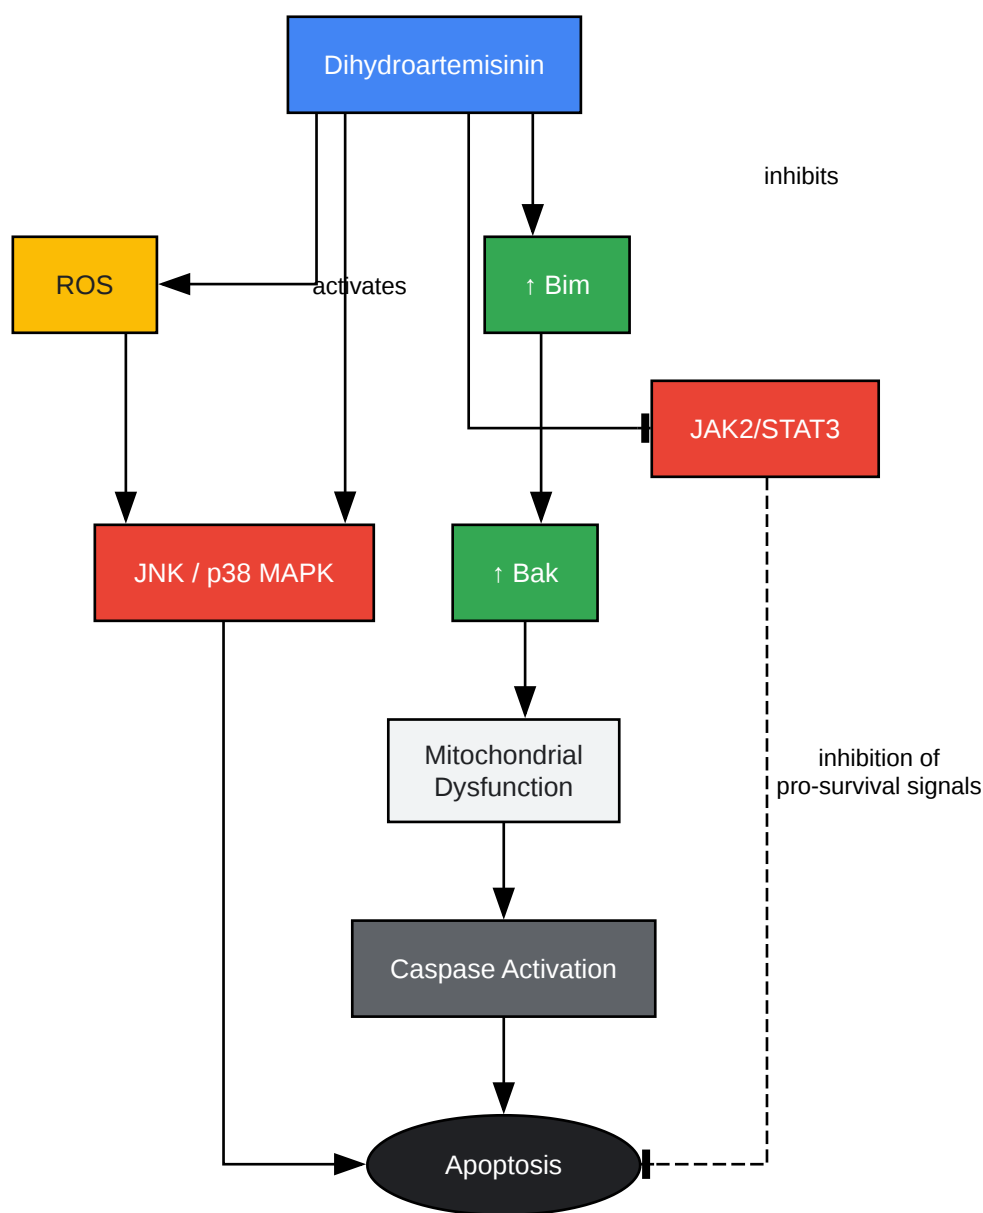 Dihydroartemisinin
inhibits
ROS
activates
↑ Bim
JAK2/STAT3
JNK / p38 MAPK
↑ Bak
Mitochondrial
Dysfunction
inhibition of
pro-survival signals
Caspase Activation
Apoptosis